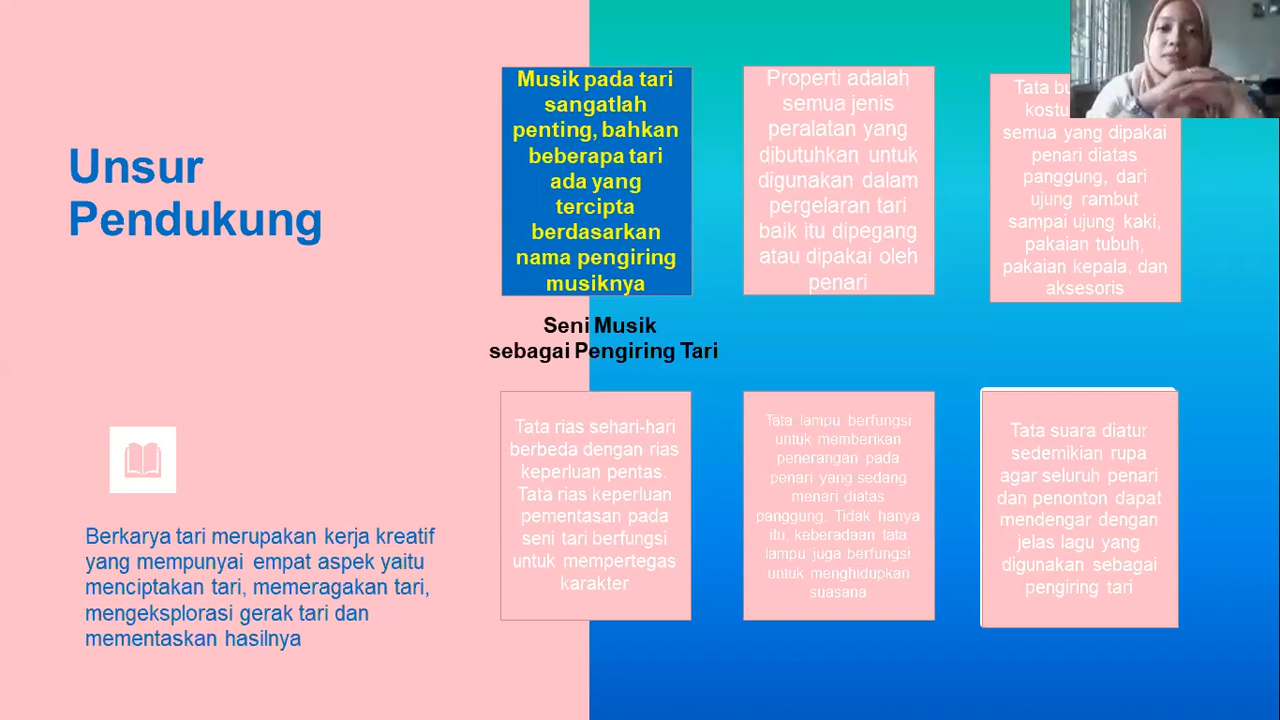 Unsur
Pendukung
Berkarya tari merupakan kerja kreatif
yang mempunyai empat aspek yaitu
menciptakan tari, memeragakan tari,
mengeksplorasi gerak tari dan
mementaskan hasilnya
Musik pada tari
sangatlah
penting, bahkan
beberapa tari
ada yang
tercipta
berdasarkan
nama pengiring
musiknya
Seni Musik
sebagai Pengiring Tari
Properti adalah
semua jenis
peralatan yang
dibutuhkan untuk
digunakan dalam
pergelaran tari
baik itu dipegang
atau dipakai oleh
penari
Tata
semua yang dipakai
penari diatas
panggung, dari
ujung rambut
sampai ujung kaki,
pakaian tubuh,
pakaian kepala, dan
aksesoris
Tata rias sehari-hari
berbeda dengan rias
keperluan pentas.
Tata rias keperluan
pementasan pada
seni tari berfungsi
untuk mempertegas
karakter
Tata lampu berfungsi
untuk memberikan
penerangan pada
penari yang sedang
menari diatas
panggung. Tidak hanya
itu, keberadaan tata
lampu juga berfungsi
untuk menghidupkan
suasana
Tata suara diatur
sedemikian rupa
agar seluruh penari
dan penonton dapat
mendengar dengan
jelas lagu yang
digunakan sebagai
pengiring tari